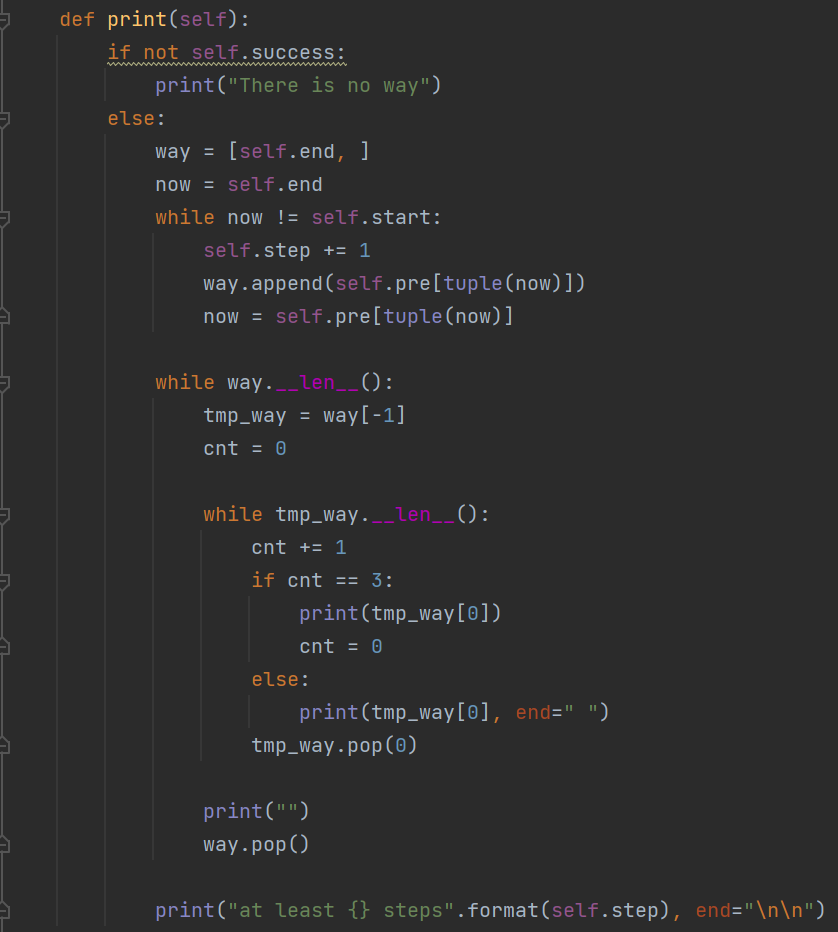 def print(self):
    if not self.success:
        print("There is no way")
    else:
        way = [self.end, ]
        now = self.end
        while now != self.start:
            self.step += 1
            way.append(self.pre[tuple(now)])
            now = self.pre[tuple(now)]

        while way.__len__():
            tmp_way = way[-1]
            cnt = 0

            while tmp_way.__len__():
                cnt += 1
                if cnt == 3:
                    print(tmp_way[0])
                    cnt = 0
                else:
                    print(tmp_way[0], end=" ")
                tmp_way.pop(0)

            print("")
            way.pop()

        print("at least {} steps".format(self.step), end="\n\n")